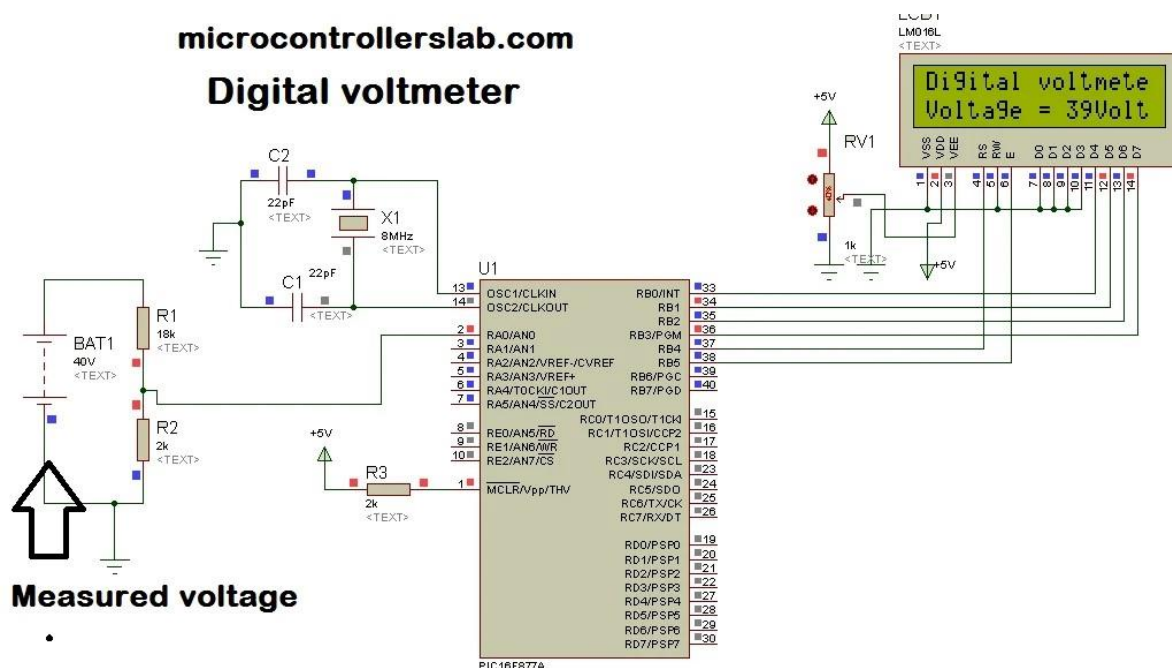 microcontrollerslab.com
Digital voltmeter
LCD1
LM016L
<TEXT>
Digital voltmete
Voltage = 39Volt
VSS
VDD
VEE
RS
RW
E
D0
D1
D2
D3
D4
D5
D6
D7
1
2
3
4
5
6
7
8
9
10
11
12
13
14
+5V
RV1
1k
<TEXT>
+5V
C2
22pF
<TEXT>
X1
8MHz
<TEXT>
C1
22pF
<TEXT>
BAT1
40V
<TEXT>
R1
18k
<TEXT>
R2
2k
<TEXT>
+5V
R3
2k
<TEXT>
U1
13 OSC1/CLKIN
14 OSC2/CLKOUT
2 RA0/AN0
3 RA1/AN1
4 RA2/AN2/VREF-/CVREF
5 RA3/AN3/VREF+
6 RA4/T0CKI/C1OUT
7 RA5/AN4/SS/C2OUT
8 RE0/AN5/RD
9 RE1/AN6/WR
10 RE2/AN7/CS
1 MCLR/Vpp/THV
RB0/INT 33
RB1 34
RB2 35
RB3/PGM 36
RB4 37
RB5 38
RB6/PGC 39
RB7/PGD 40
RC0/T1OSO/T1CKI 15
RC1/T1OSI/CCP2 16
RC2/CCP1 17
RC3/SCK/SCL 18
RC4/SDI/SDA 23
RC5/SDO 24
RC6/TX/CK 25
RC7/RX/DT 26
RD0/PSP0 19
RD1/PSP1 20
RD2/PSP2 21
RD3/PSP3 22
RD4/PSP4 27
RD5/PSP5 28
RD6/PSP6 29
RD7/PSP7 30
PIC16F877A
Measured voltage